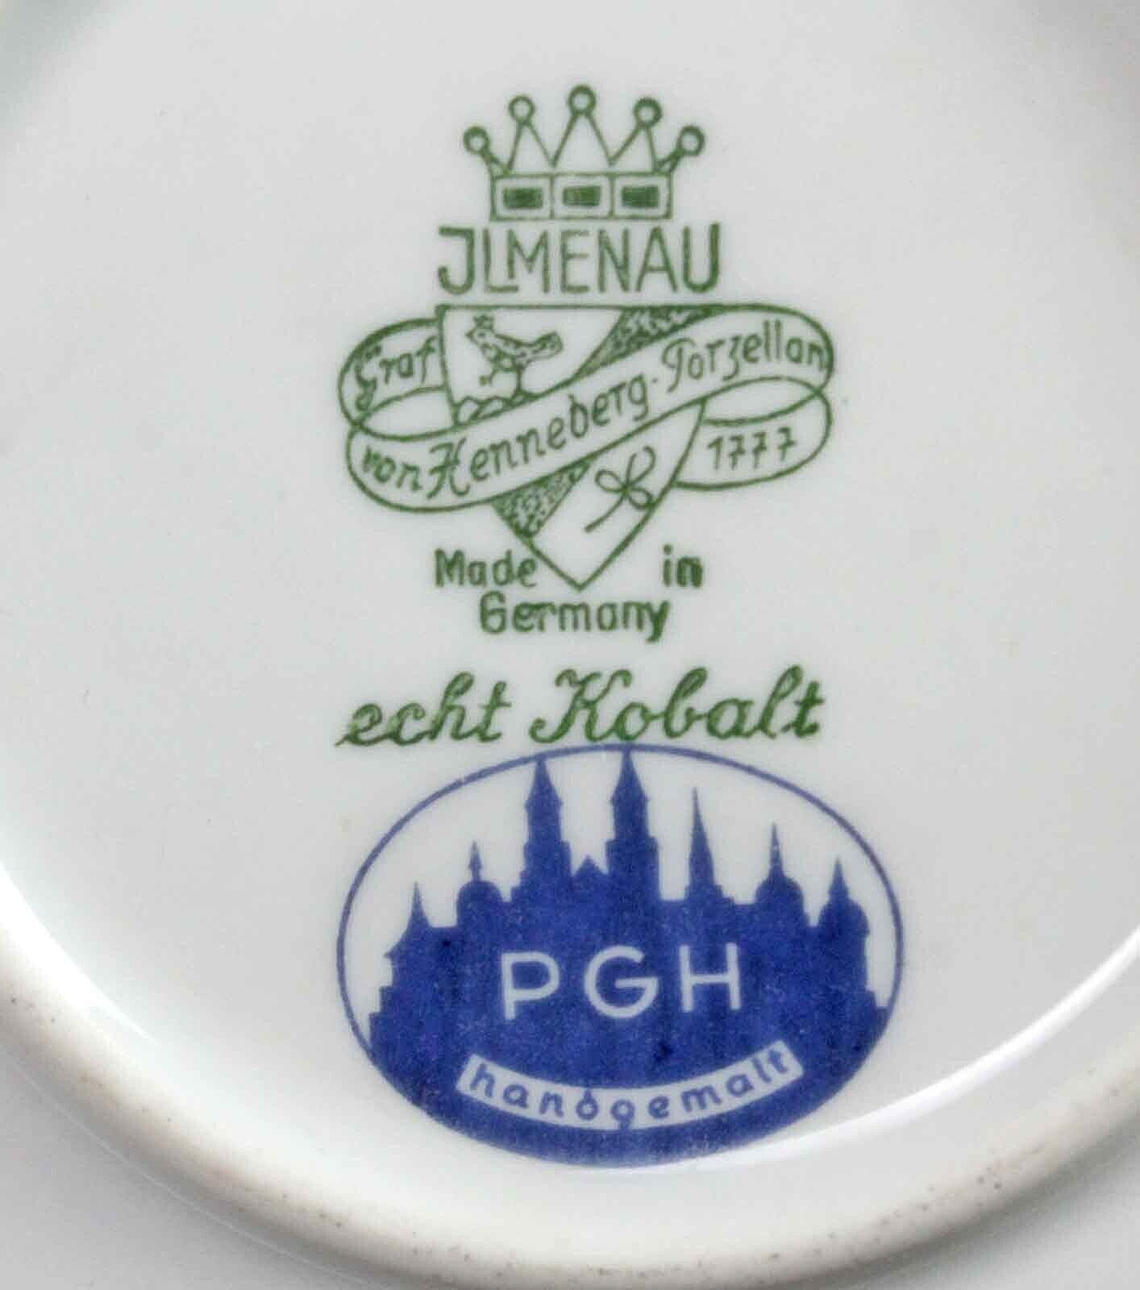 JLMENAU
Graf
von Henneberg-Porzellan
1777
Made in
Germany
echt Kobalt
PGH
handgemalt